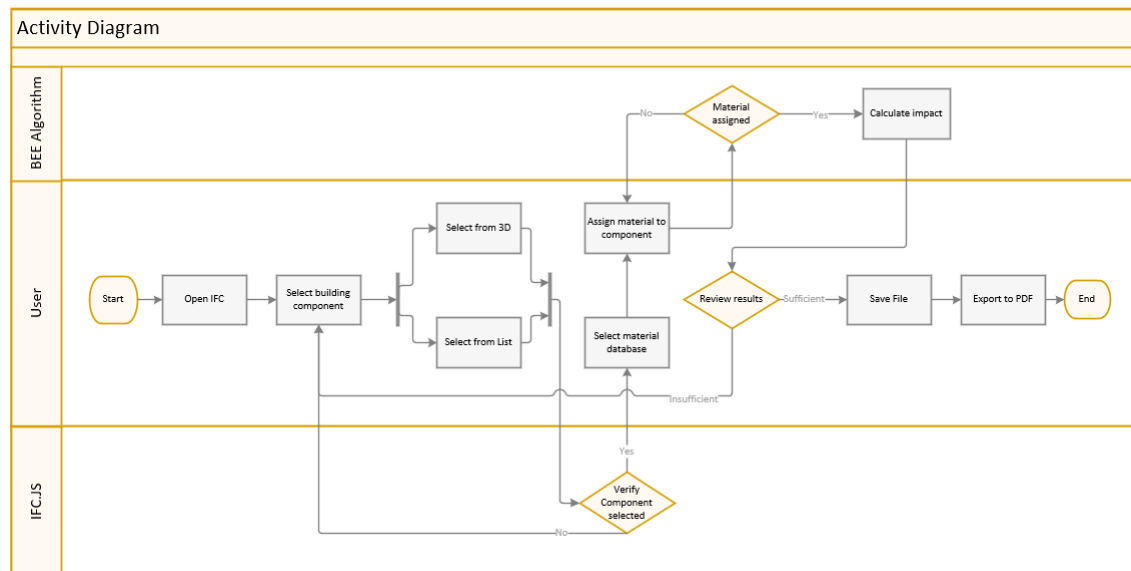 Activity Diagram
BEE Algorithm
Material
assigned
No
Yes
Calculate impact
User
Start
Open IFC
Select building
component
Select from 3D
Select from List
Assign material to
component
Select material
database
Review results
Sufficient
Insufficient
Save File
Export to PDF
End
IFC.JS
Yes
Verify
Component
selected
No